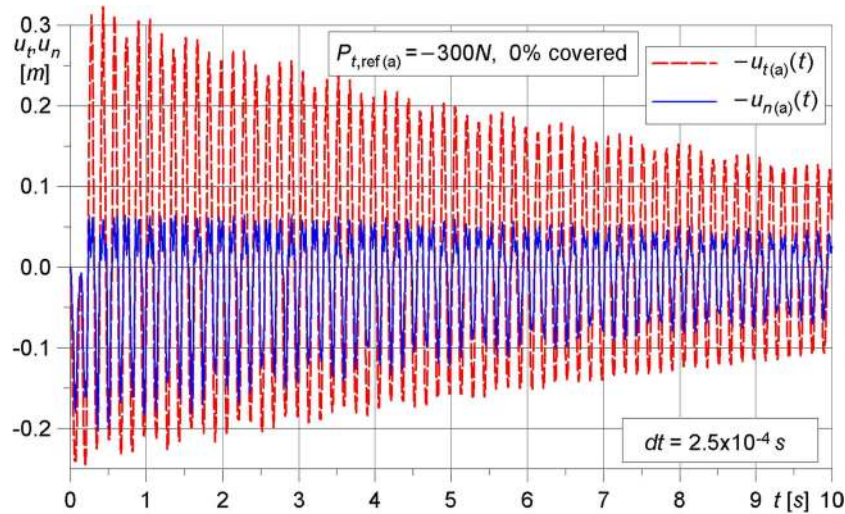 0.3
u_t, u_n
[m]
0.2
0.1
0.0
-0.1
-0.2
P_t,ref(a) = −300N, 0% covered
−u_t(a)(t)
−u_n(a)(t)
dt = 2.5x10⁻⁴ s
0 1 2 3 4 5 6 7 8 9 t [s] 10